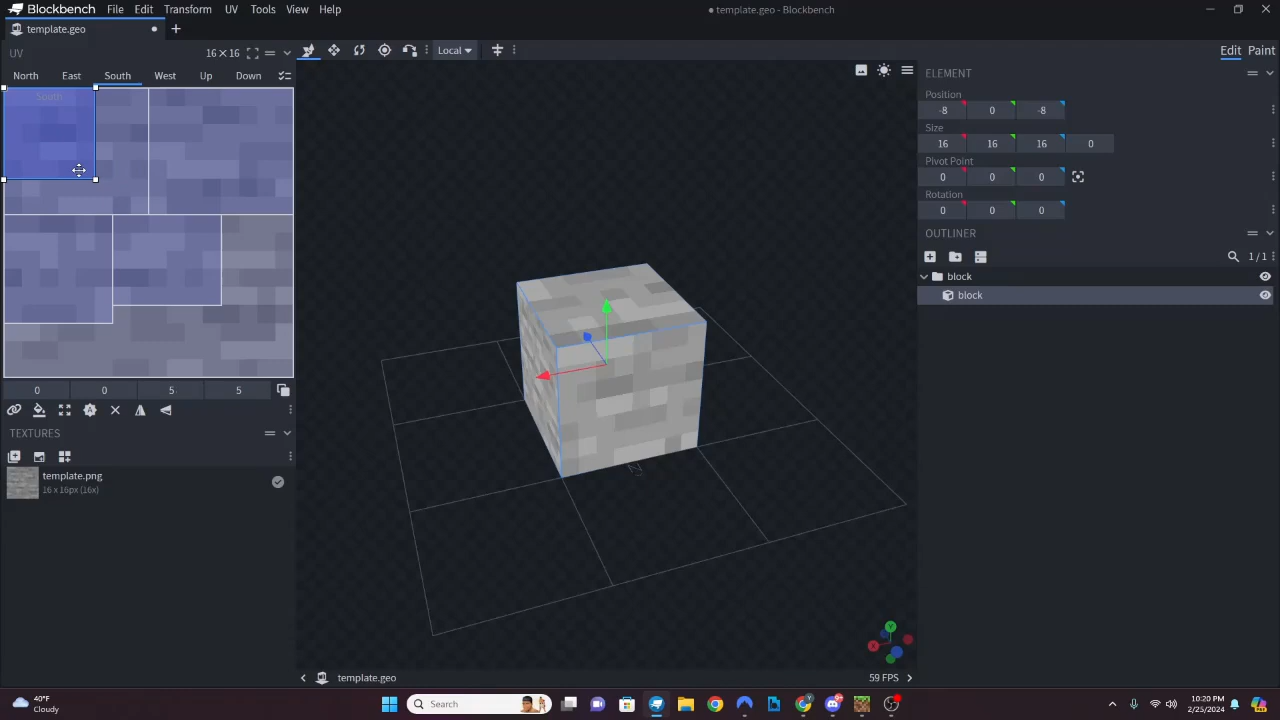 Blockbench File Edit Transform UV Tools View Help
template.geo - Blockbench
template.geo
UV 16×16
North East South West Up Down
South
0 0 5 5
TEXTURES
template.png
16 x 16px (16x)
Local
Edit Paint
ELEMENT
Position
-8 0 -8
Size
16 16 16 0
Pivot Point
0 0 0
Rotation
0 0 0
OUTLINER
1/1
block
block
Y
X
template.geo
59 FPS
40°F
Cloudy
Search
10:20 PM
2/25/2024